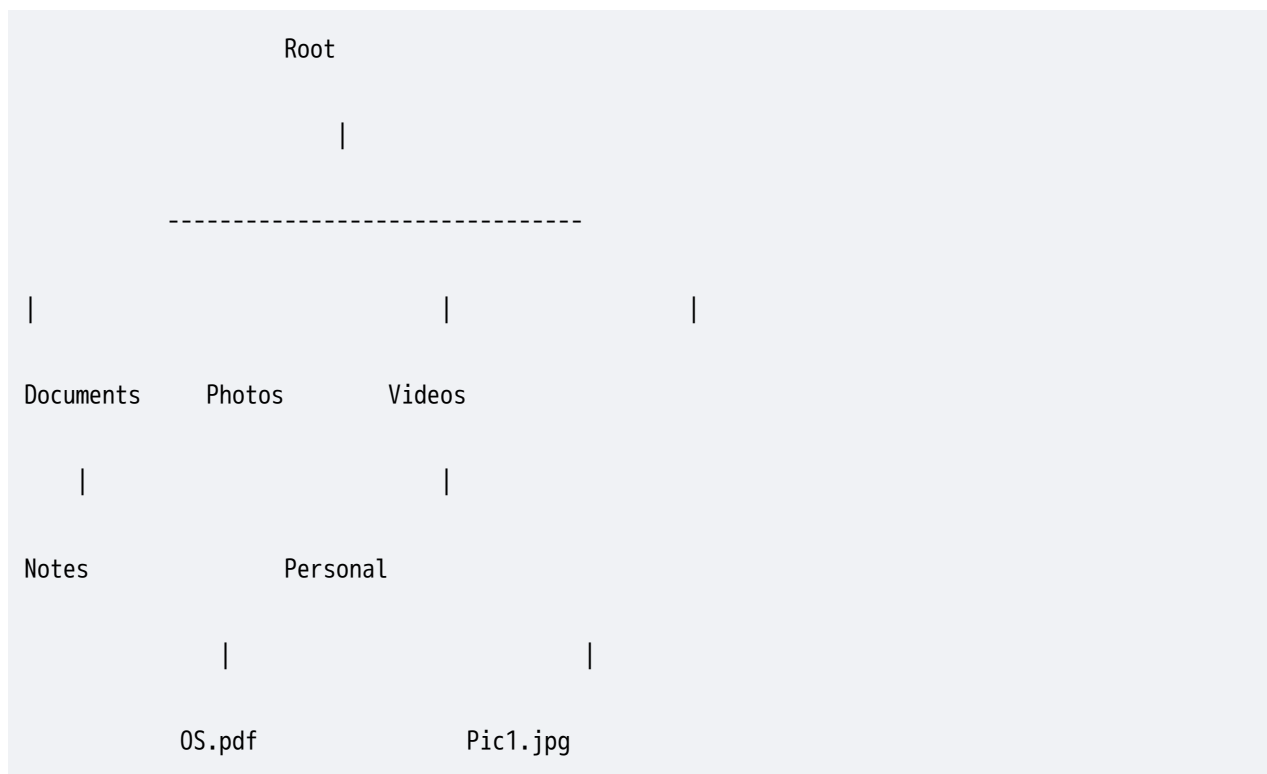 Root
|
--------------------------------
| | |
Documents Photos Videos
| |
Notes Personal
| |
OS.pdf Pic1.jpg